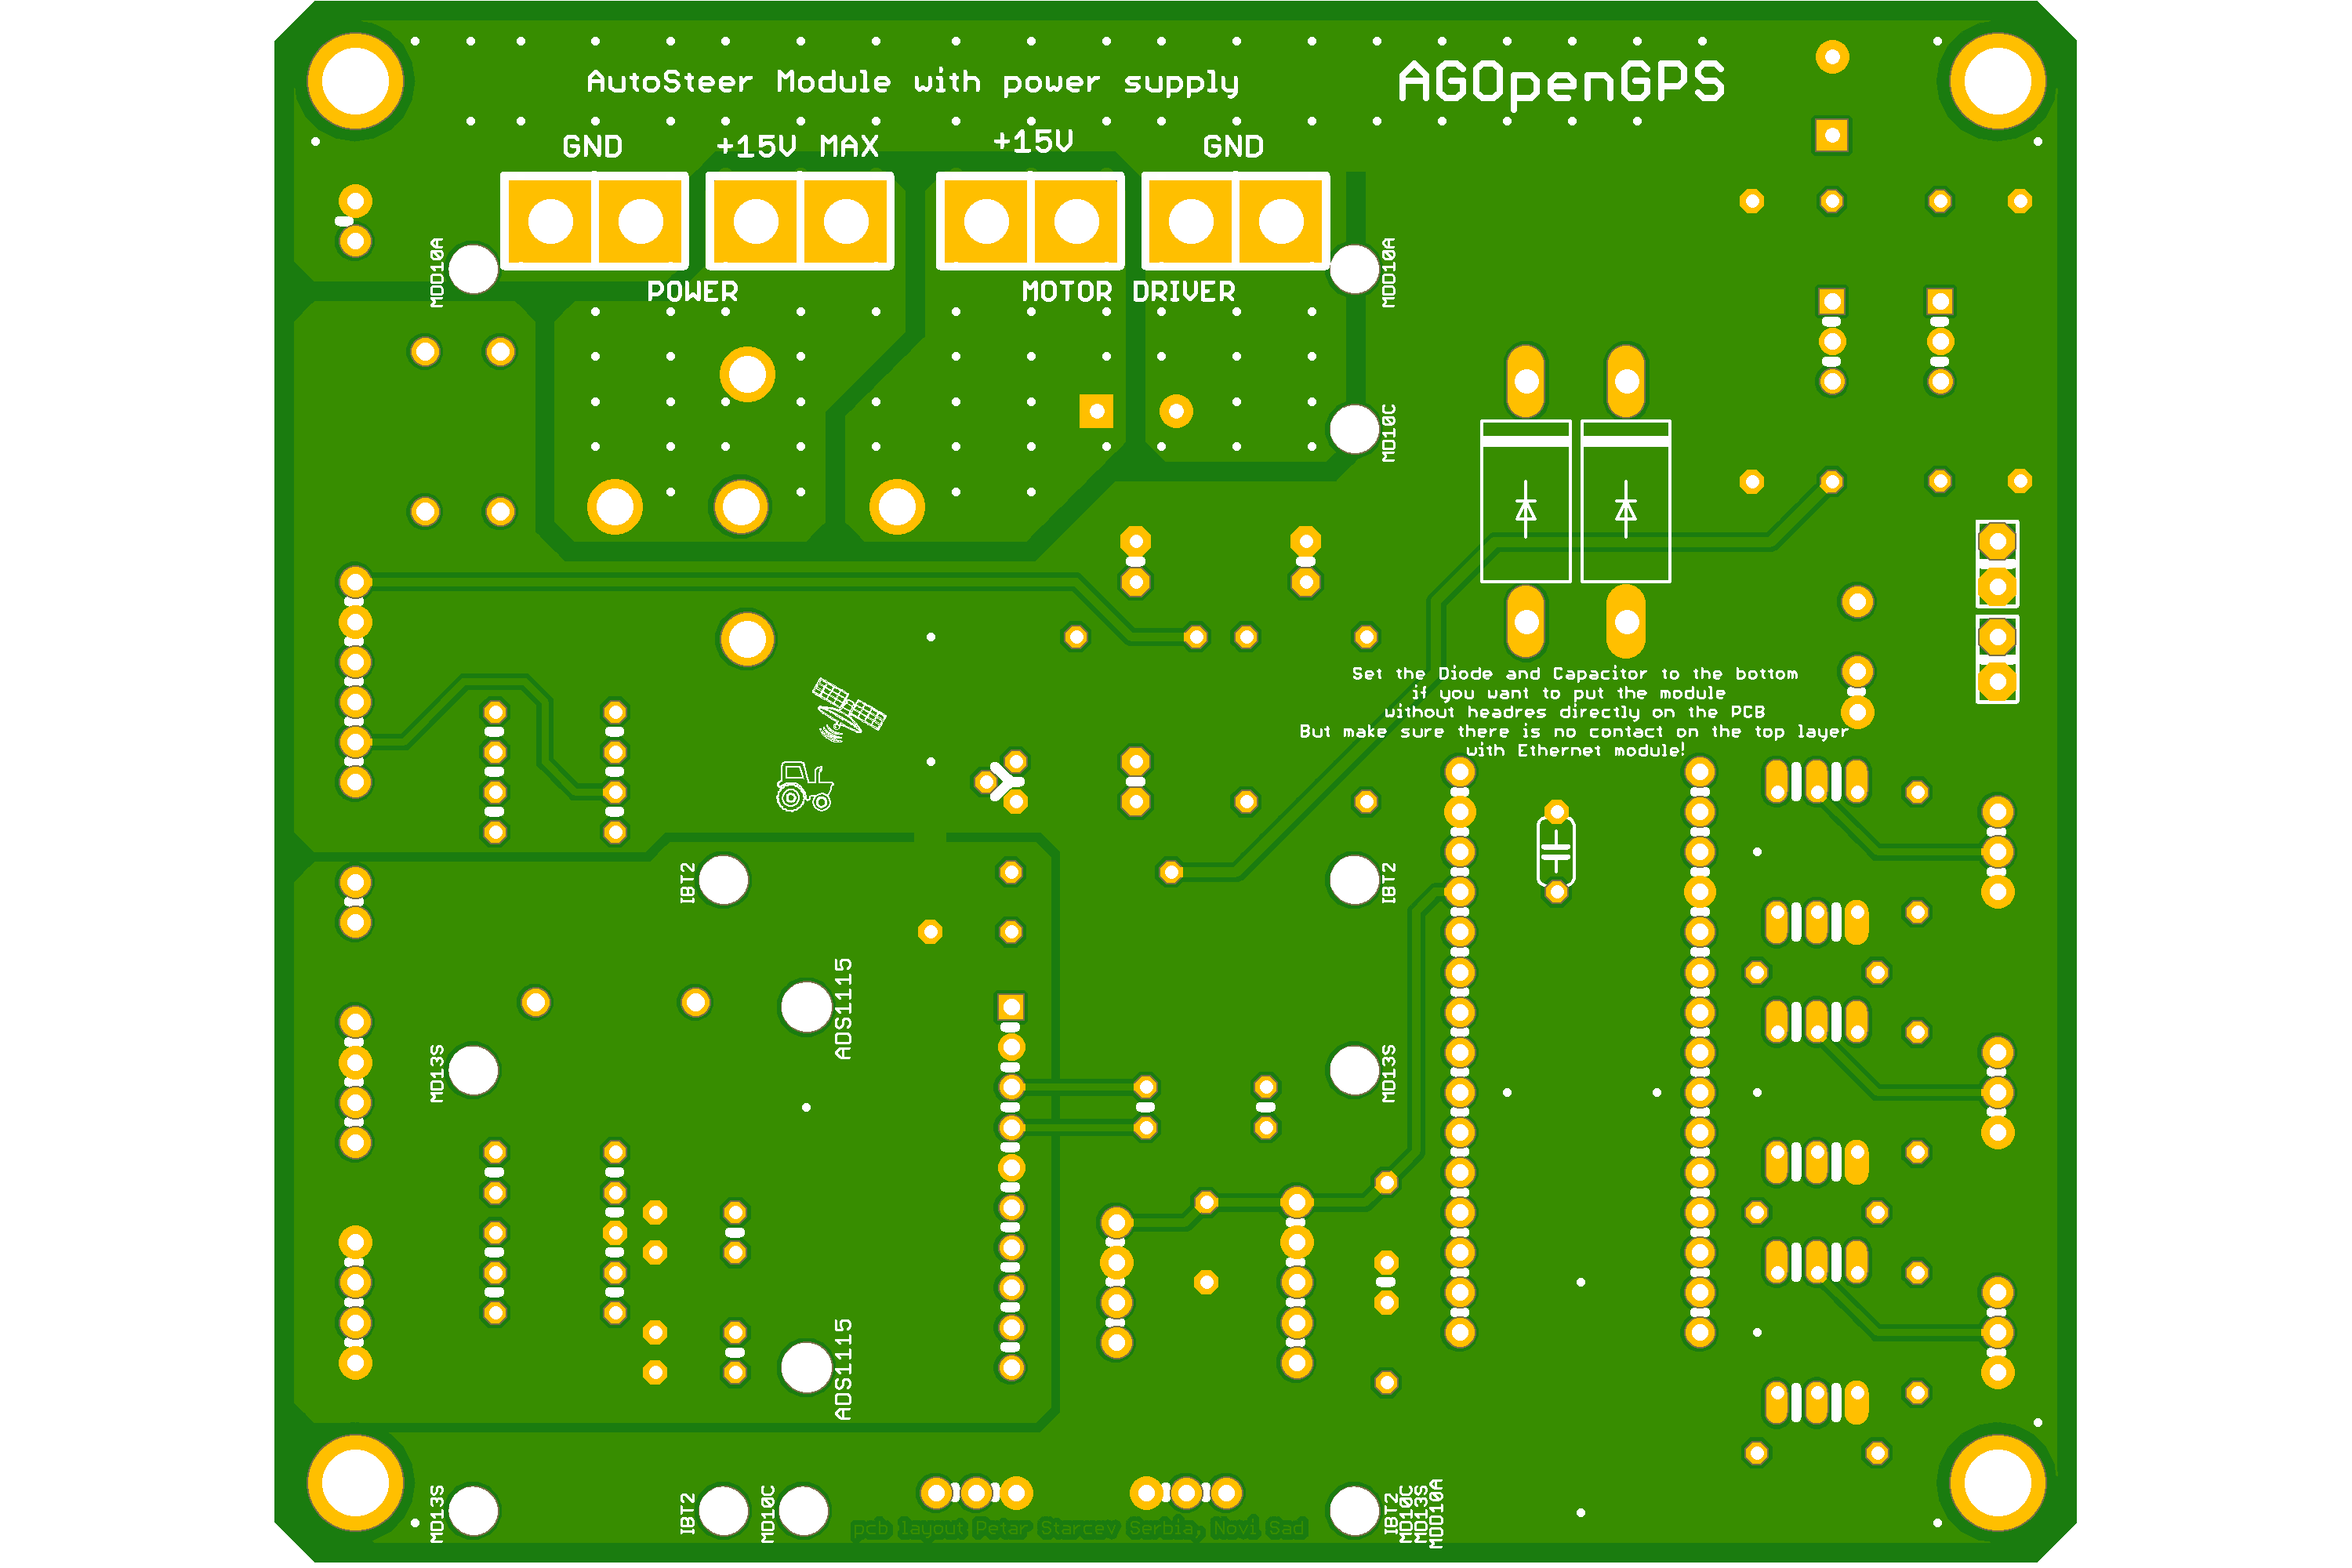 AutoSteer Module with power supply
AGOpenGPS
GND
+15V MAX
+15V
GND
MDD10A
MDD10A
POWER
MOTOR DRIVER
MD10C
Set the Diode and Capacitor to the bottom
if you want to put the module
without headres directly on the PCB
But make sure there is no contact on the top layer
with Ethernet module!
IBT2
IBT2
ADS1115
MD13S
MD13S
ADS1115
MD13S
IBT2
MD10C
IBT2
MD10C
MD13S
MDD10A
pcb layout Petar Starcev Serbia, Novi Sad